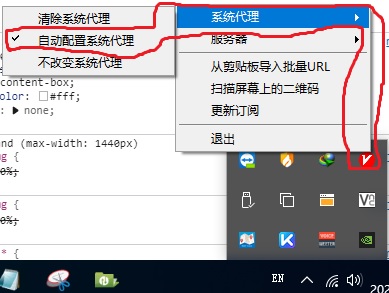 清除系统代理
自动配置系统代理
不改变系统代理
系统代理
服务器
从剪贴板导入批量URL
扫描屏幕上的二维码
更新订阅
退出
content-box;
olor: #fff;
: none;
nd (max-width: 1440px)
g {
0%;
g {
0%;
* {
EN
202